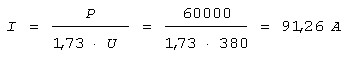 I = P / 1,73 · U = 60000 / 1,73 · 380 = 91,26 A